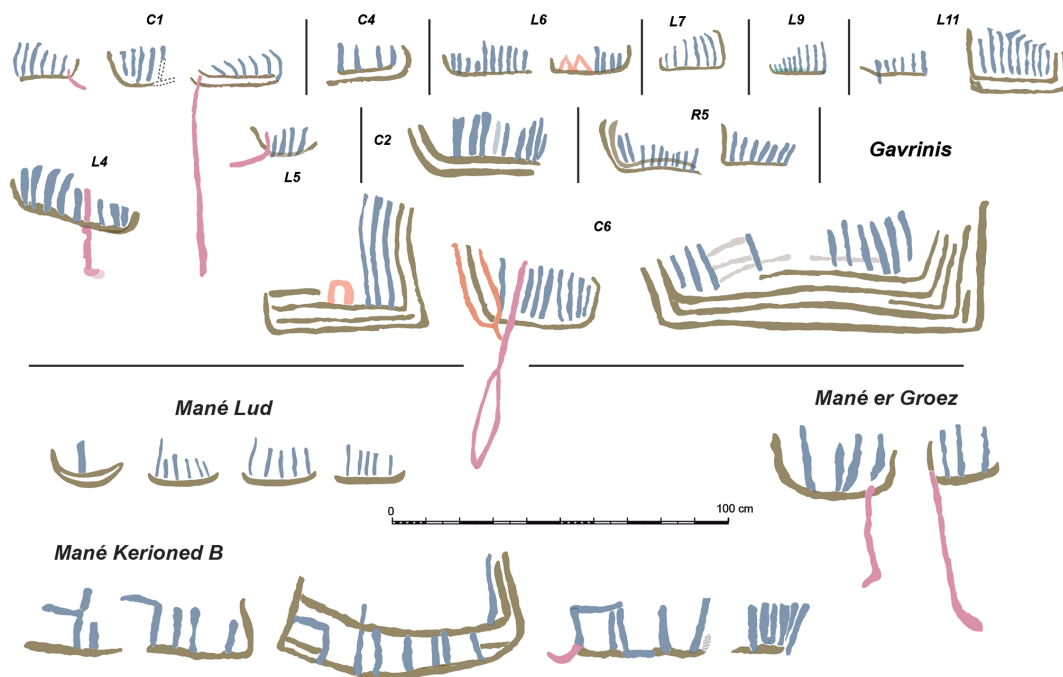 C1
C4
L6
L7
L9
L11
L4
L5
C2
R5
Gavrinis
C6
Mané Lud
Mané er Groez
0
100 cm
Mané Kerioned B